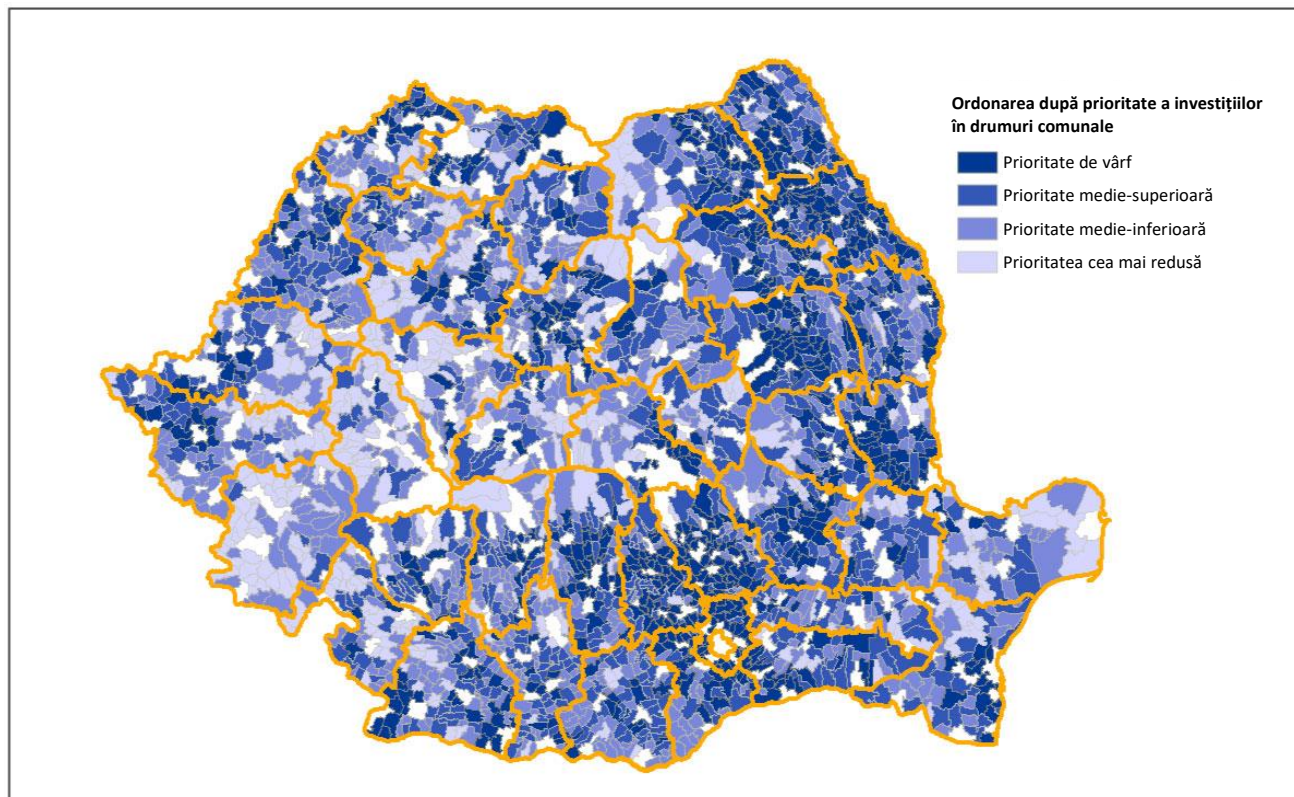 Ordonarea după prioritate a investițiilor
în drumuri comunale
Prioritate de vârf
Prioritate medie-superioară
Prioritate medie-inferioară
Prioritatea cea mai redusă